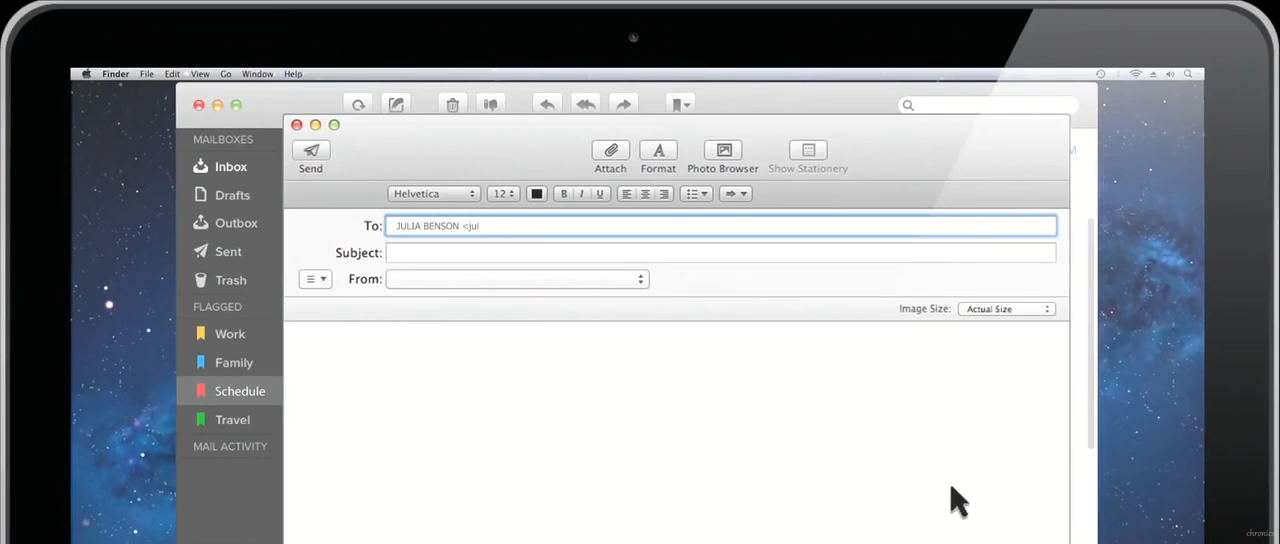 Finder File Edit View Go Window Help
MAILBOXES
Inbox
Drafts
Outbox
Sent
Trash
FLAGGED
Work
Family
Schedule
Travel
MAIL ACTIVITY
Send
Attach Format Photo Browser Show Stationery
Helvetica 12 B I U
To: JULIA BENSON <jul
Subject:
From:
Image Size: Actual Size